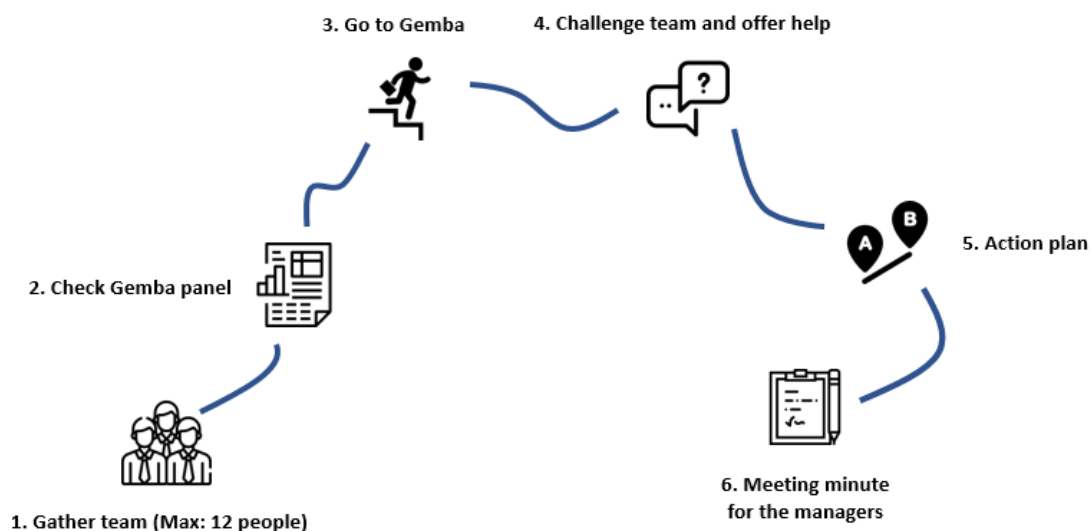 1. Gather team (Max: 12 people)
2. Check Gemba panel
3. Go to Gemba
4. Challenge team and offer help
?
..
A
B
5. Action plan
6. Meeting minute
for the managers